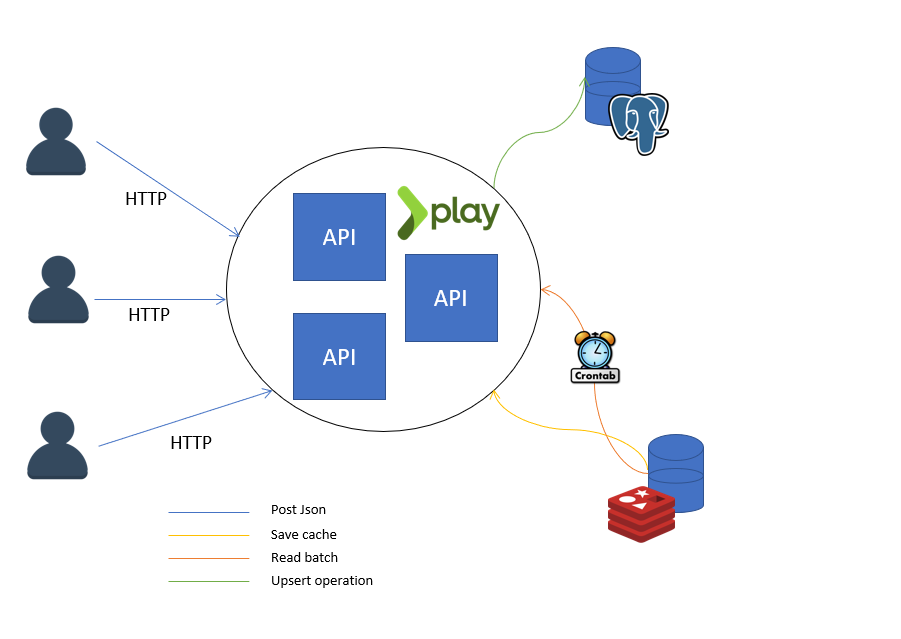 HTTP
HTTP
HTTP
API
play
API
API
Crontab
Post Json
Save cache
Read batch
Upsert operation